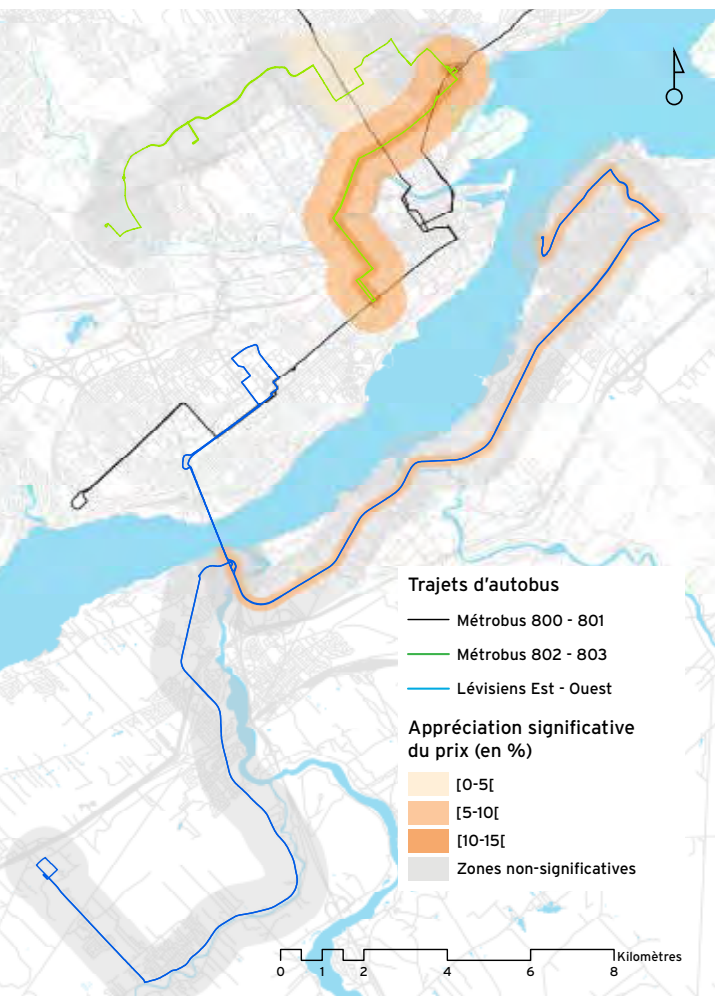 Trajets d'autobus
Métrobus 800 - 801
Métrobus 802 - 803
Lévisiens Est - Ouest
Appréciation significative
du prix (en %)
[0-5[
[5-10[
[10-15[
Zones non-significatives
Kilomètres
0 1 2 4 6 8